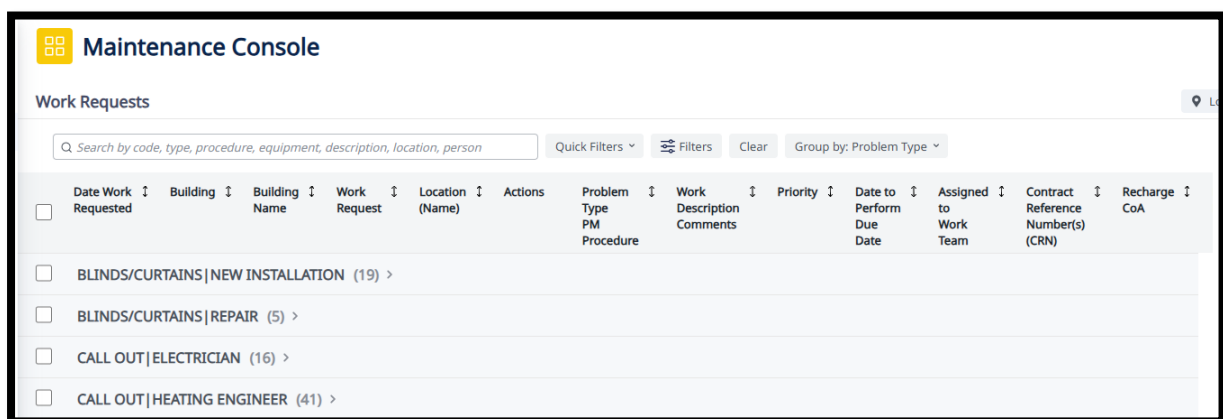 Maintenance Console
Work Requests
Search by code, type, procedure, equipment, description, location, person
Quick Filters
Filters
Clear
Group by: Problem Type
Date Work Requested
Building
Building Name
Work Request
Location (Name)
Actions
Problem Type PM Procedure
Work Description Comments
Priority
Date to Perform Due Date
Assigned to Work Team
Contract Reference Number(s) (CRN)
Recharge CoA
BLINDS/CURTAINS|NEW INSTALLATION (19)
BLINDS/CURTAINS|REPAIR (5)
CALL OUT|ELECTRICIAN (16)
CALL OUT|HEATING ENGINEER (41)